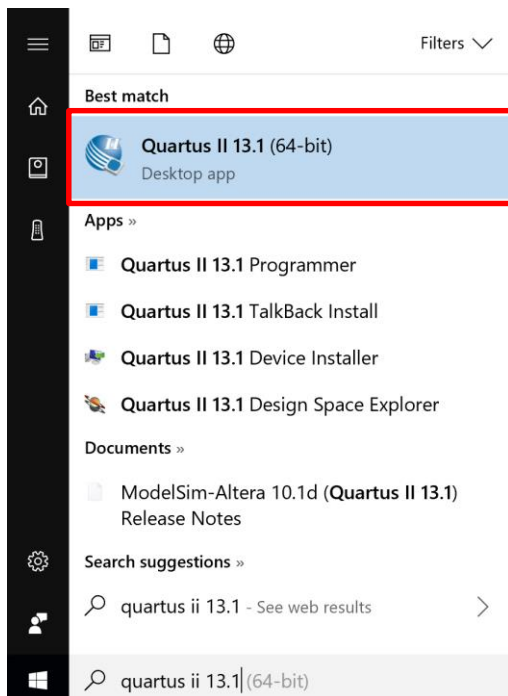 Filters
Best match
Quartus II 13.1 (64-bit)
Desktop app
Apps »
Quartus II 13.1 Programmer
Quartus II 13.1 TalkBack Install
Quartus II 13.1 Device Installer
Quartus II 13.1 Design Space Explorer
Documents »
ModelSim-Altera 10.1d (Quartus II 13.1)
Release Notes
Search suggestions »
quartus ii 13.1 - See web results
quartus ii 13.1 (64-bit)